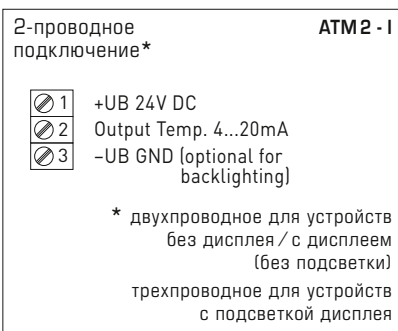 2-проводное ATM 2 - I
подключение*
1 +UB 24V DC
2 Output Temp. 4...20mA
3 –UB GND (optional for
backlighting)
* двухпроводное для устройств
без дисплея / с дисплеем
(без подсветки)
трехпроводное для устройств
с подсветкой дисплея